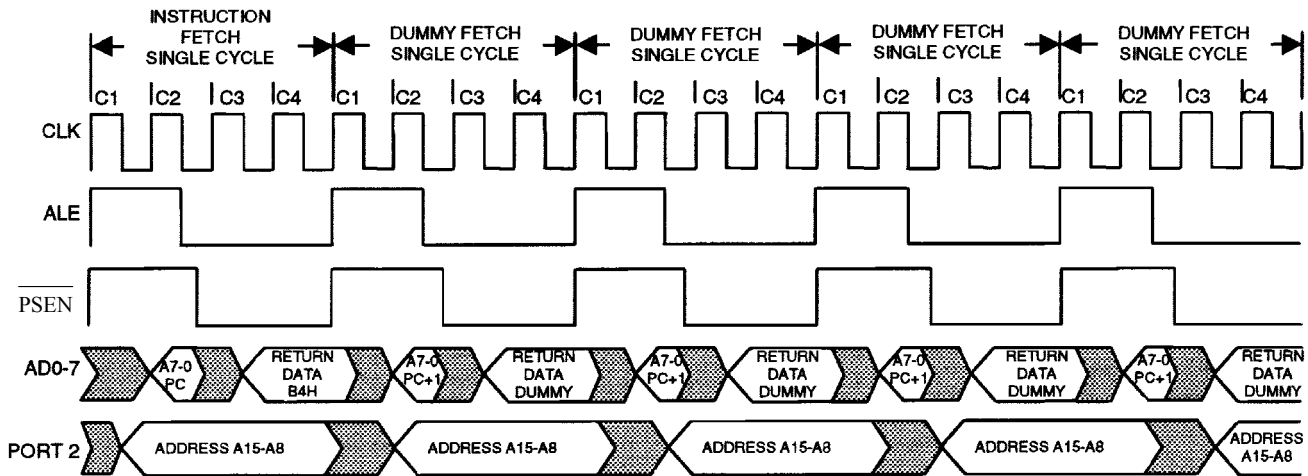 INSTRUCTION
FETCH
SINGLE CYCLE
DUMMY FETCH
SINGLE CYCLE
DUMMY FETCH
SINGLE CYCLE
DUMMY FETCH
SINGLE CYCLE
DUMMY FETCH
SINGLE CYCLE
C1 C2 C3 C4 C1 C2 C3 C4 C1 C2 C3 C4 C1 C2 C3 C4 C1 C2 C3 C4
CLK
ALE
PSEN
AD0-7
A7-0
PC
RETURN
DATA
B4H
A7-0
PC+1
RETURN
DATA
DUMMY
A7-0
PC+1
RETURN
DATA
DUMMY
A7-0
PC+1
RETURN
DATA
DUMMY
A7-0
PC+1
RETURN
DATA
DUMMY
PORT 2
ADDRESS A15-A8
ADDRESS A15-A8
ADDRESS A15-A8
ADDRESS A15-A8
ADDRESS
A15-A8